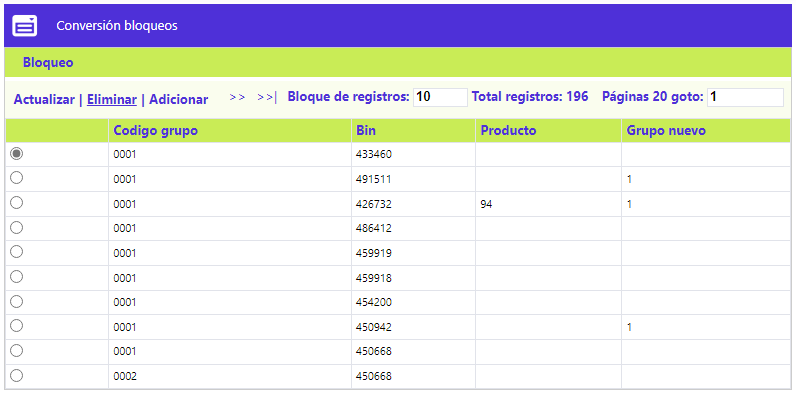 Conversión bloqueos
Bloqueo
Actualizar | Eliminar | Adicionar >> >>| Bloque de registros: 10 Total registros: 196 Páginas 20 goto: 1
Codigo grupo Bin Producto Grupo nuevo
0001 433460
0001 491511 1
0001 426732 94 1
0001 486412
0001 459919
0001 459918
0001 454200
0001 450942 1
0001 450668
0002 450668